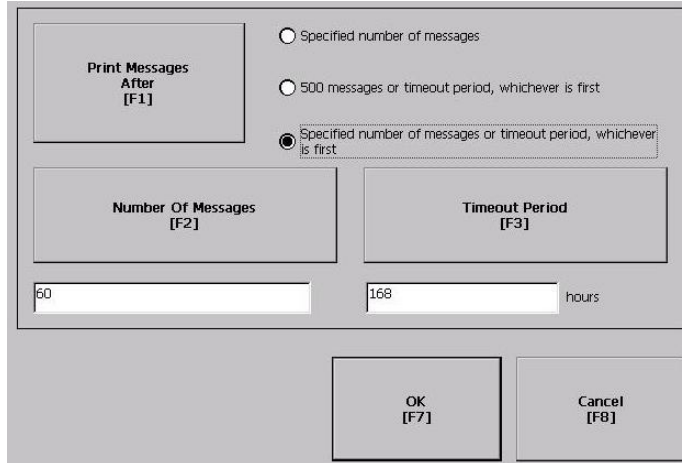 Print Messages
After
[F1]
Specified number of messages
500 messages or timeout period, whichever is first
Specified number of messages or timeout period, whichever
is first
Number Of Messages
[F2]
Timeout Period
[F3]
60
168
hours
OK
[F7]
Cancel
[F8]